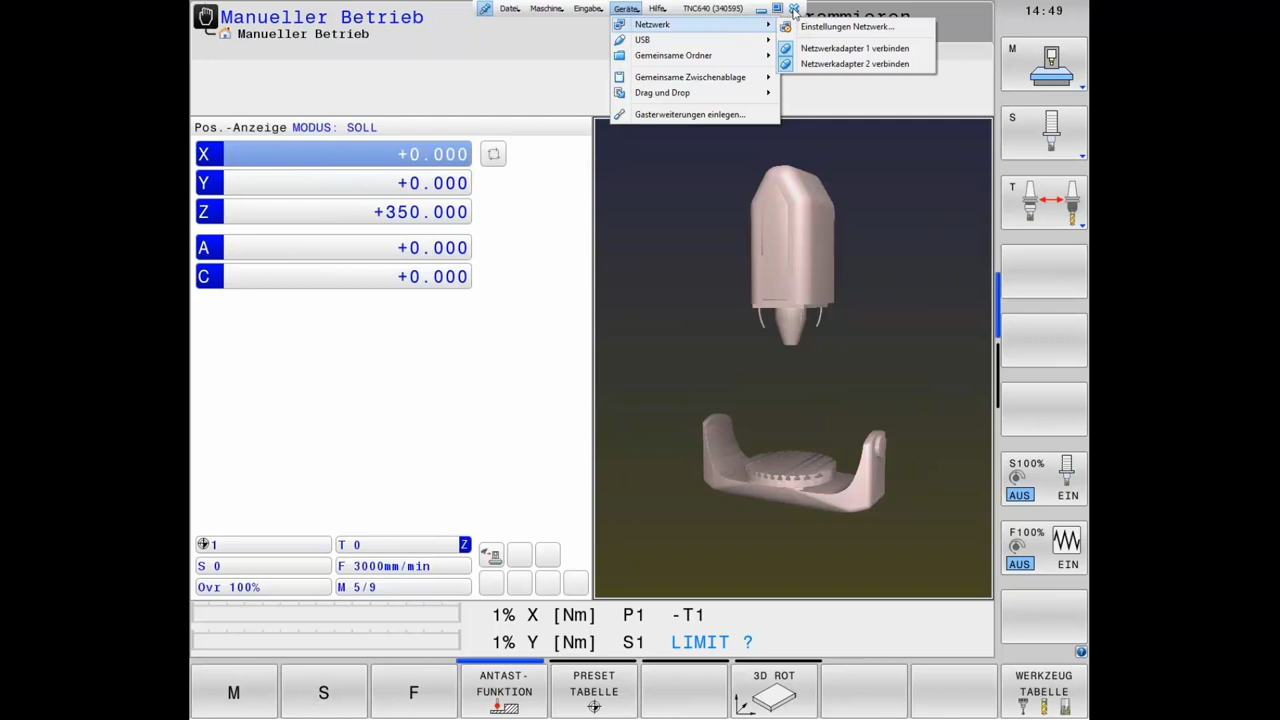 Manueller Betrieb
Manueller Betrieb
Datei Maschine Eingabe Geräte Hilfe TNC640 (340595)
14:49
Netzwerk
USB
Gemeinsame Ordner
Gemeinsame Zwischenablage
Drag und Drop
Gasterweiterungen einlegen...
Einstellungen Netzwerk...
Netzwerkadapter 1 verbinden
Netzwerkadapter 2 verbinden
Pos.-Anzeige MODUS: SOLL
X +0.000
Y +0.000
Z +350.000
A +0.000
C +0.000
1 T 0 Z
S 0 F 3000mm/min
Ovr 100% M 5/9
1% X [Nm] P1 -T1
1% Y [Nm] S1 LIMIT ?
M
S
T
S100%
AUS EIN
F100%
AUS EIN
M
S
F
ANTAST-
FUNKTION
PRESET
TABELLE
3D ROT
WERKZEUG
TABELLE